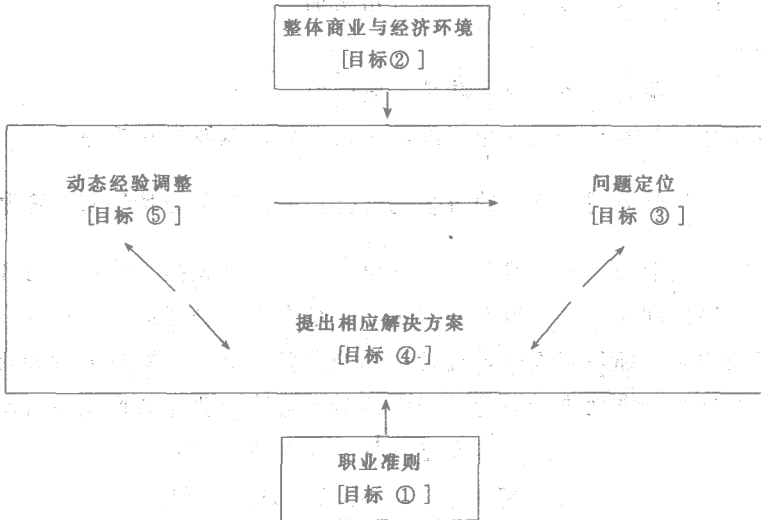 整体商业与经济环境
[目标② ]
动态经验调整
[目标 ⑤ ]
问题定位
[目标 ③ ]
提出相应解决方案
[目标 ④ ]
职业准则
[目标 ① ]